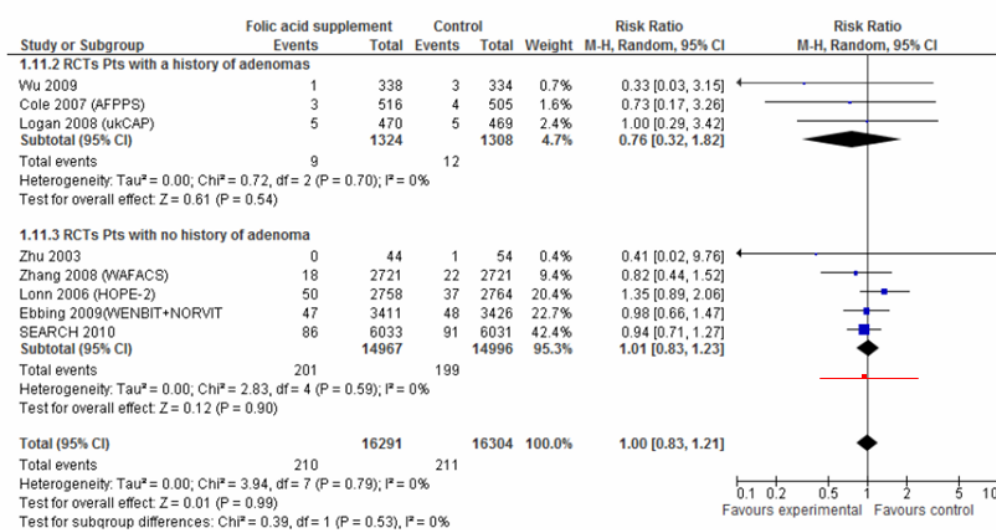 Folic acid supplement Control Risk Ratio Risk Ratio
Study or Subgroup Events Total Events Total Weight M-H, Random, 95% CI M-H, Random, 95% CI
1.11.2 RCTs Pts with a history of adenomas
Wu 2009 1 338 3 334 0.7% 0.33 [0.03, 3.15]
Cole 2007 (AFPPS) 3 516 4 505 1.6% 0.73 [0.17, 3.26]
Logan 2008 (ukCAP) 5 470 5 469 2.4% 1.00 [0.29, 3.42]
Subtotal (95% CI) 1324 1308 4.7% 0.76 [0.32, 1.82]
Total events 9 12
Heterogeneity: Tau² = 0.00; Chi² = 0.72, df = 2 (P = 0.70); I² = 0%
Test for overall effect: Z = 0.61 (P = 0.54)
1.11.3 RCTs Pts with no history of adenoma
Zhu 2003 0 44 1 54 0.4% 0.41 [0.02, 9.76]
Zhang 2008 (WAFACS) 18 2721 22 2721 9.4% 0.82 [0.44, 1.52]
Lonn 2006 (HOPE-2) 50 2758 37 2764 20.4% 1.35 [0.89, 2.06]
Ebbing 2009(WENBIT+NORVIT 47 3411 48 3426 22.7% 0.98 [0.66, 1.47]
SEARCH 2010 86 6033 91 6031 42.4% 0.94 [0.71, 1.27]
Subtotal (95% CI) 14967 14996 95.3% 1.01 [0.83, 1.23]
Total events 201 199
Heterogeneity: Tau² = 0.00; Chi² = 2.83, df = 4 (P = 0.59); I² = 0%
Test for overall effect: Z = 0.12 (P = 0.90)
Total (95% CI) 16291 16304 100.0% 1.00 [0.83, 1.21]
Total events 210 211
Heterogeneity: Tau² = 0.00; Chi² = 3.94, df = 7 (P = 0.79); I² = 0%
Test for overall effect: Z = 0.01 (P = 0.99)
Test for subgroup differences: Chi² = 0.39, df = 1 (P = 0.53), I² = 0%
0.1 0.2 0.5 1 2 5 10
Favours experimental Favours control